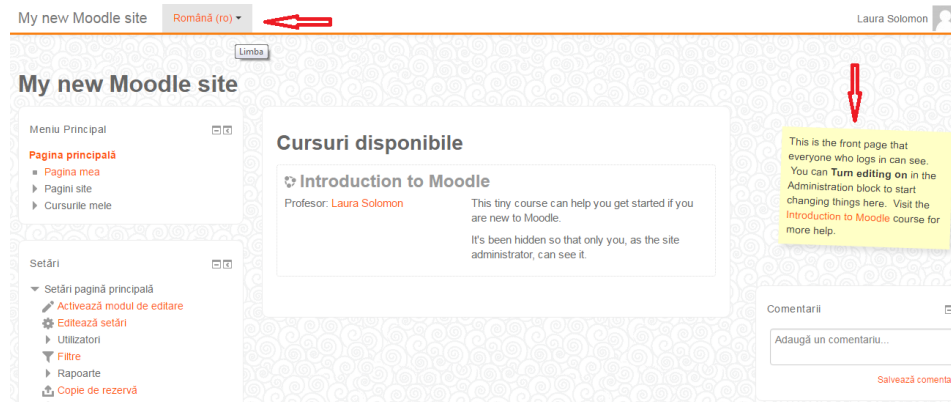 My new Moodle site
Română (ro)
Laura Solomon
Limba
My new Moodle site
Meniu Principal
Pagina principală
Pagina mea
Pagini site
Cursurile mele
Setări
Setări pagină principală
Activează modul de editare
Editează setări
Utilizatori
Filtre
Rapoarte
Copie de rezervă
Cursuri disponibile
Introduction to Moodle
Profesor: Laura Solomon
This tiny course can help you get started if you
are new to Moodle.
It's been hidden so that only you, as the site
administrator, can see it.
This is the front page that
everyone who logs in can see.
You can Turn editing on in the
Administration block to start
changing things here. Visit the
Introduction to Moodle course for
more help.
Comentarii
Adaugă un comentariu...
Salvează comenta